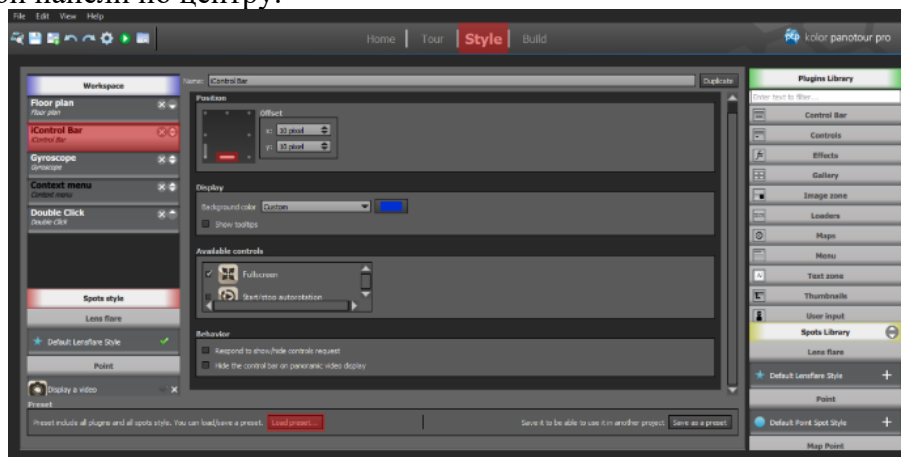 ой панели по центру.
File Edit View Help
Home Tour Style Build
kolor panotour pro
Workspace
Floor plan
Floor plan
iControl Bar
iControl Bar
Gyroscope
Gyroscope
Context menu
Context menu
Double Click
Double Click
Spots style
Lens flare
Default Lensflare Style
Point
Display a video
Name: iControl Bar Duplicate
Position
Offset
x: 10 pixel
y: 10 pixel
Display
Background color Custom
Show tooltips
Available controls
Fullscreen
Start/stop autorotation
Behavior
Respond to show/hide controls request
Hide the control bar on panoramic video display
Preset
Preset include all plugins and all spots style. You can load/save a preset. Load preset... Save it to be able to use it in another project Save as a preset
Plugins Library
Enter text to filter...
Control Bar
Controls
Effects
Gallery
Image zone
Loaders
Maps
Menu
Text zone
Thumbnails
User input
Spots Library
Lens flare
Default Lensflare Style
Point
Default Point Spot Style
Map Point